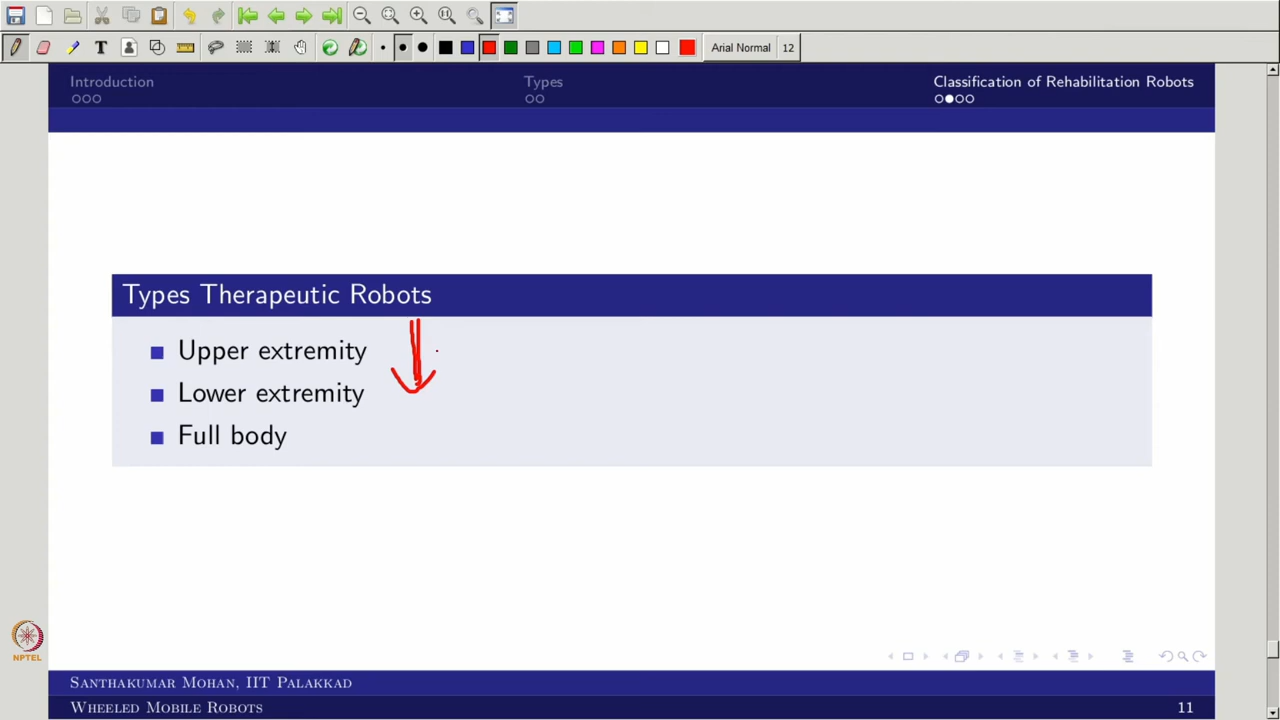 T
Arial Normal 12
Introduction
Types
Classification of Rehabilitation Robots
Types Therapeutic Robots
Upper extremity
Lower extremity
Full body
NPTEL
SANTHAKUMAR MOHAN, IIT PALAKKAD
WHEELED MOBILE ROBOTS
11